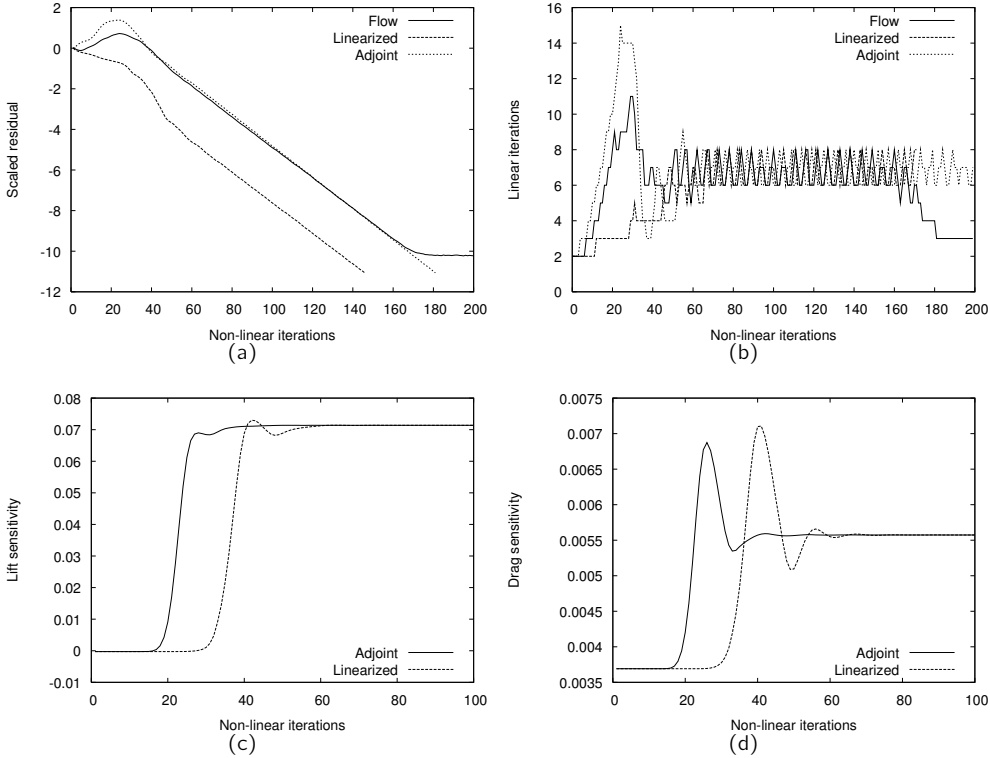 Flow
Linearized
Adjoint
Scaled residual
2
0
-2
-4
-6
-8
-10
-12
0 20 40 60 80 100 120 140 160 180 200
Non-linear iterations
(a)
Flow
Linearized
Adjoint
Linear iterations
16
14
12
10
8
6
4
2
0
0 20 40 60 80 100 120 140 160 180 200
Non-linear iterations
(b)
Lift sensitivity
0.08
0.07
0.06
0.05
0.04
0.03
0.02
0.01
0
-0.01
Adjoint
Linearized
0 20 40 60 80 100
Non-linear iterations
(c)
Drag sensitivity
0.0075
0.007
0.0065
0.006
0.0055
0.005
0.0045
0.004
0.0035
Adjoint
Linearized
0 20 40 60 80 100
Non-linear iterations
(d)